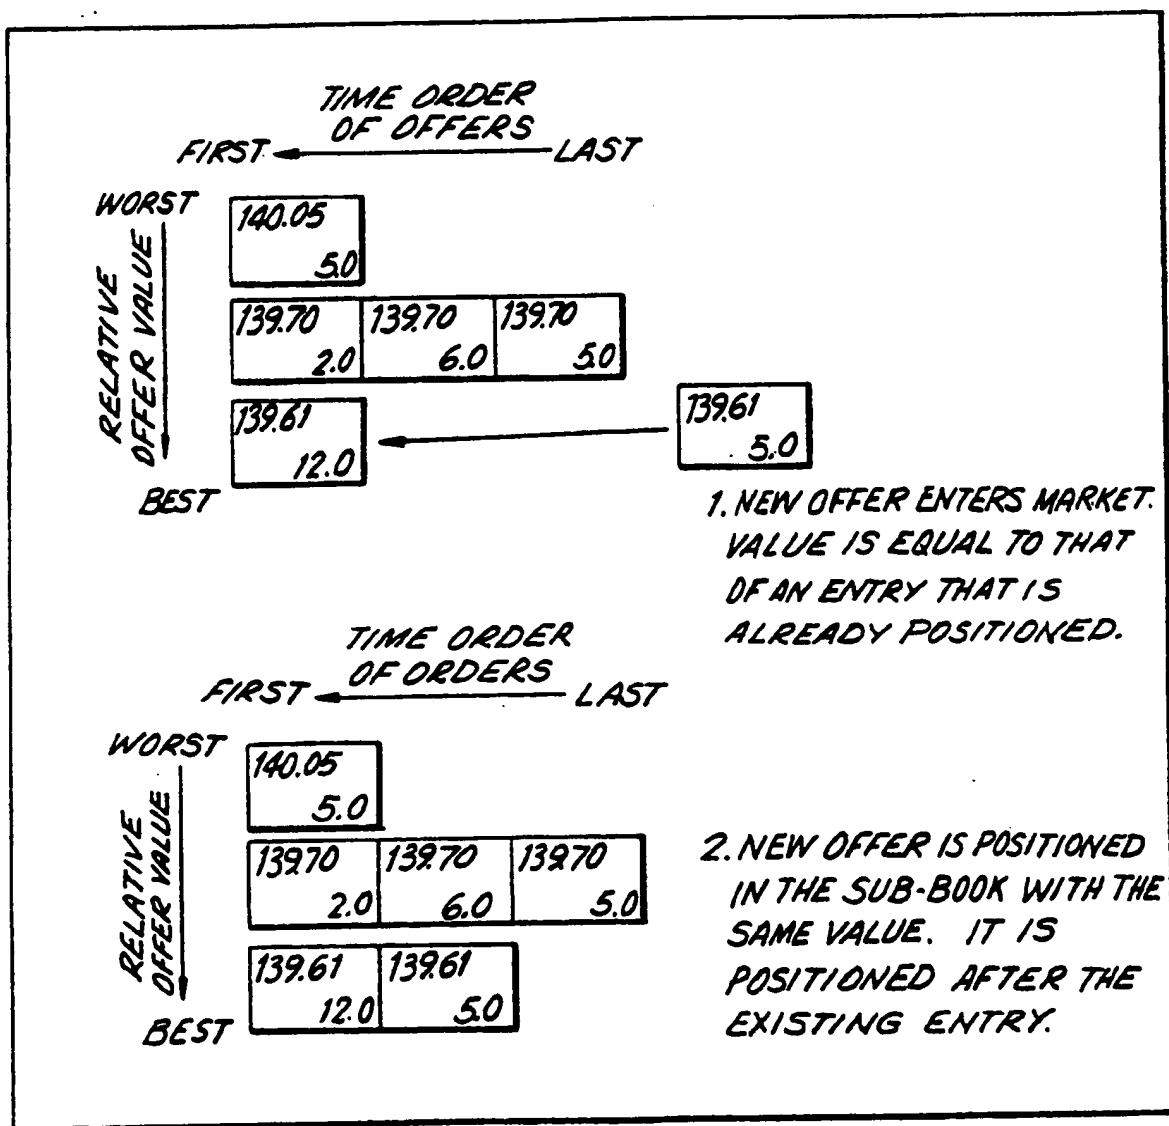 TIME ORDER
OF OFFERS
FIRST LAST
WORST
RELATIVE
OFFER VALUE
140.05
5.0
139.70 139.70 139.70
2.0 6.0 5.0
139.61
12.0
139.61
5.0
BEST
1. NEW OFFER ENTERS MARKET.
VALUE IS EQUAL TO THAT
OF AN ENTRY THAT IS
ALREADY POSITIONED.
TIME ORDER
OF ORDERS
FIRST LAST
WORST
RELATIVE
OFFER VALUE
140.05
5.0
139.70 139.70 139.70
2.0 6.0 5.0
139.61 139.61
12.0 5.0
BEST
2. NEW OFFER IS POSITIONED
IN THE SUB-BOOK WITH THE
SAME VALUE. IT IS
POSITIONED AFTER THE
EXISTING ENTRY.